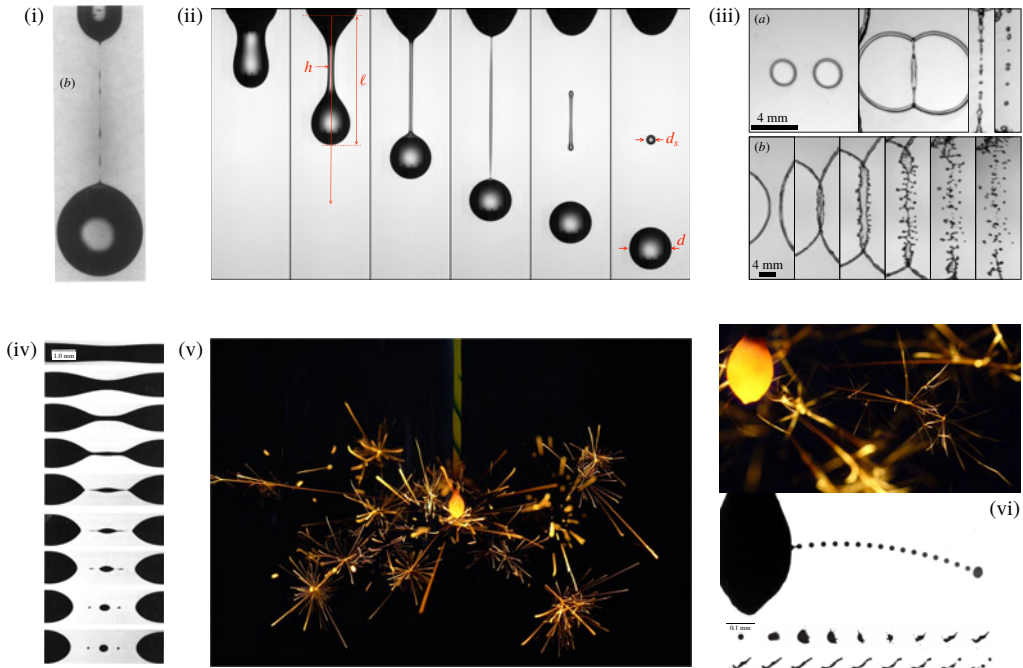 (i)
(b)
(ii)
h
ℓ
d_s
d
(iii)
(a)
4 mm
(b)
4 mm
(iv)
1.0 mm
(v)
(vi)
0.1 mm